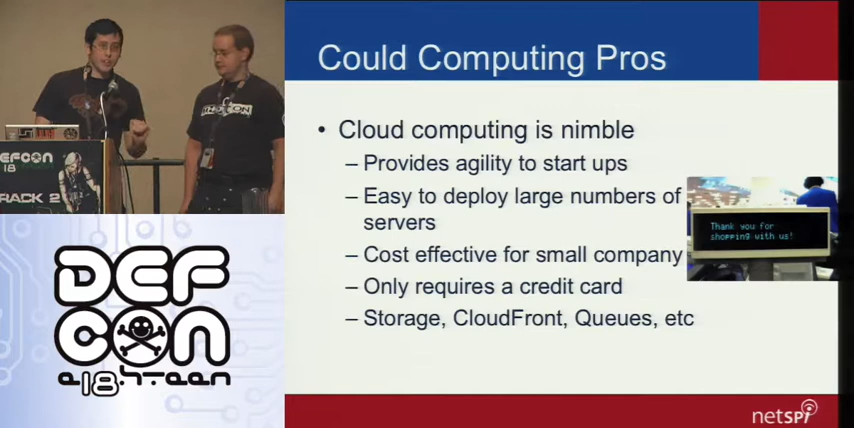 Could Computing Pros
• Cloud computing is nimble
– Provides agility to start ups
– Easy to deploy large numbers of
servers
– Cost effective for small company
– Only requires a credit card
– Storage, CloudFront, Queues, etc
Thank you for
shopping with us!
netSPI
DEFCON
18
TRACK 2
DEF
CON
e18hteen